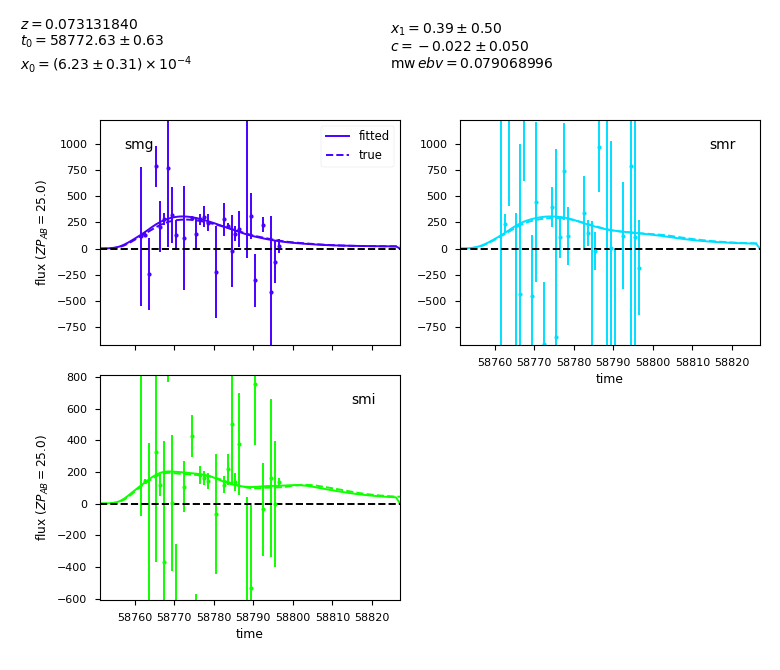 z = 0.073131840
t₀ = 58772.63 ± 0.63
x₀ = (6.23 ± 0.31) × 10⁻⁴
x₁ = 0.39 ± 0.50
c = −0.022 ± 0.050
mw ebv = 0.079068996
smg
fitted
true
1000
750
500
250
0
−250
−500
−750
flux (ZP_AB = 25.0)
smr
1000
750
500
250
0
−250
−500
−750
58760 58770 58780 58790 58800 58810 58820
time
smi
800
600
400
200
0
−200
−400
−600
flux (ZP_AB = 25.0)
58760 58770 58780 58790 58800 58810 58820
time